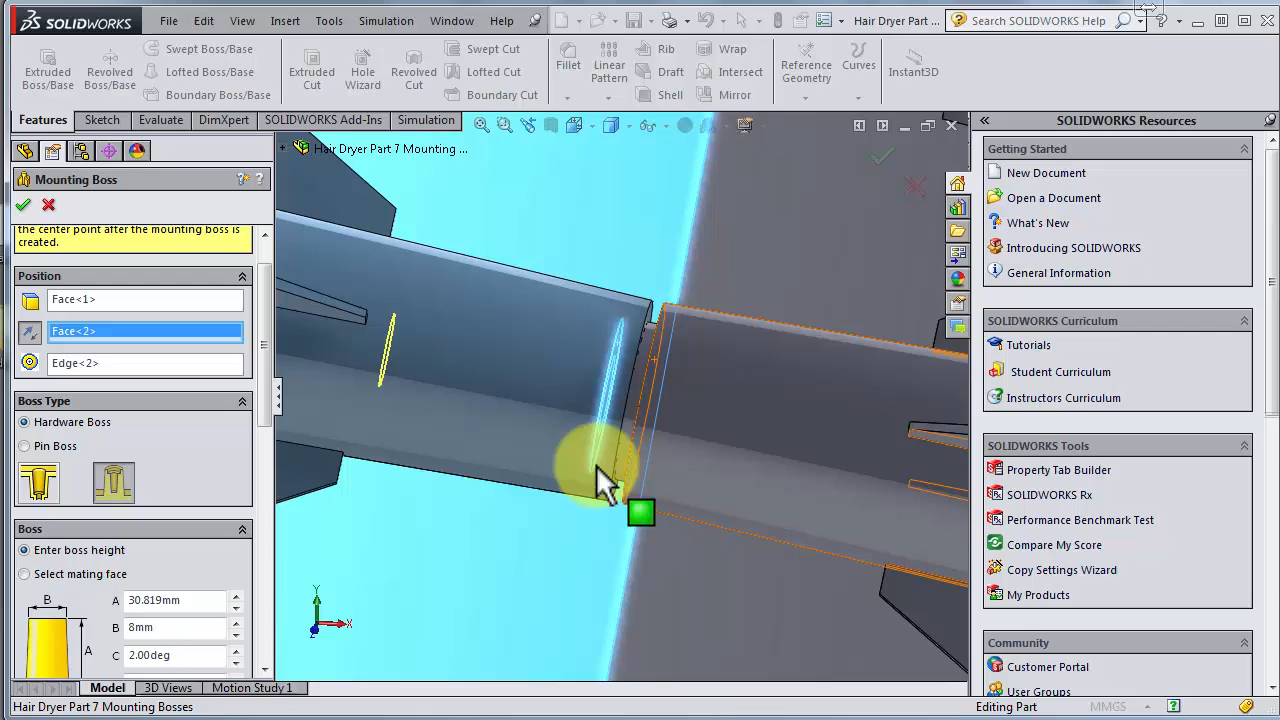 SOLIDWORKS File Edit View Insert Tools Simulation Window Help Hair Dryer Part ... Search SOLIDWORKS Help
Extruded Boss/Base
Revolved Boss/Base
Swept Boss/Base
Lofted Boss/Base
Boundary Boss/Base
Extruded Cut
Hole Wizard
Revolved Cut
Swept Cut
Lofted Cut
Boundary Cut
Fillet
Linear Pattern
Rib
Draft
Shell
Wrap
Intersect
Mirror
Reference Geometry
Curves
Instant3D
Features Sketch Evaluate DimXpert SOLIDWORKS Add-Ins Simulation
Hair Dryer Part 7 Mounting ...
Mounting Boss
the center point after the mounting boss is
created.
Position
Face<1>
Face<2>
Edge<2>
Boss Type
Hardware Boss
Pin Boss
Boss
Enter boss height
Select mating face
B
A
A 30.819mm
B 8mm
C 2.00deg
Y
X
Z
SOLIDWORKS Resources
Getting Started
New Document
Open a Document
What's New
Introducing SOLIDWORKS
General Information
SOLIDWORKS Curriculum
Tutorials
Student Curriculum
Instructors Curriculum
SOLIDWORKS Tools
Property Tab Builder
SOLIDWORKS Rx
Performance Benchmark Test
Compare My Score
Copy Settings Wizard
My Products
Community
Customer Portal
User Groups
Model 3D Views Motion Study 1
Hair Dryer Part 7 Mounting Bosses Editing Part MMGS